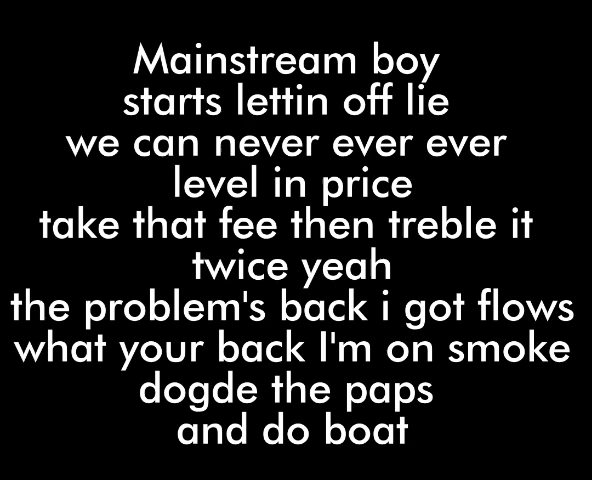 Mainstream boy
starts lettin off lie
we can never ever ever
level in price
take that fee then treble it
twice yeah
the problem's back i got flows
what your back I'm on smoke
dogde the paps
and do boat